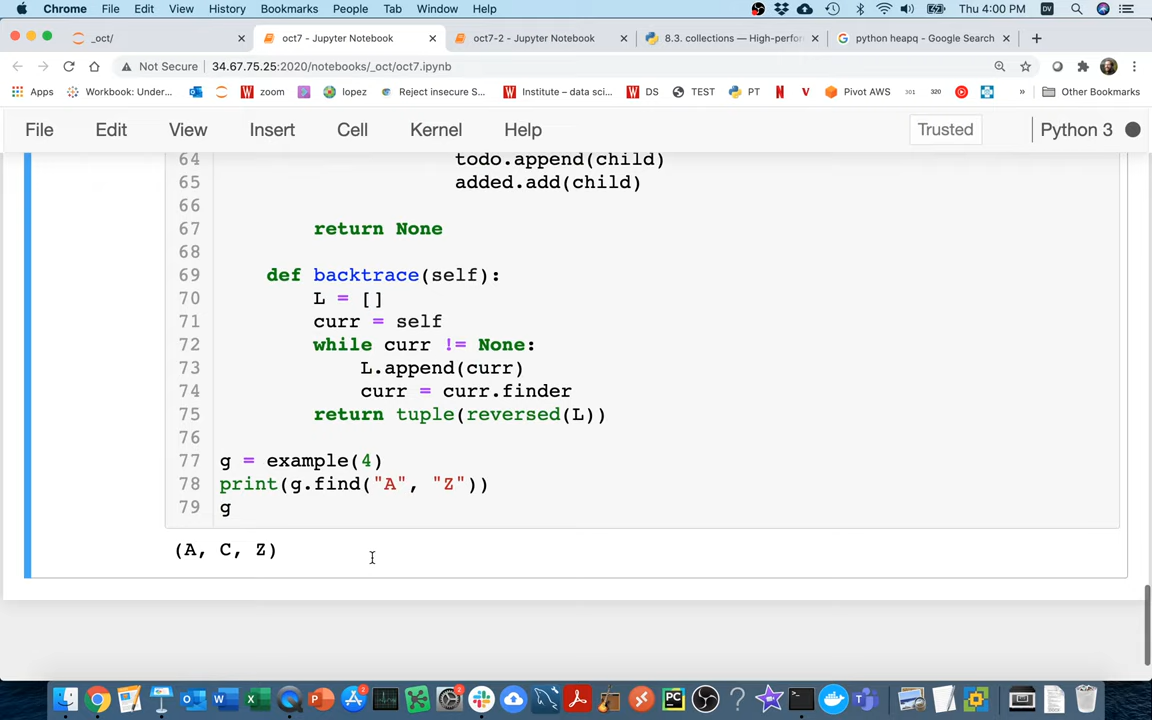 Chrome File Edit View History Bookmarks People Tab Window Help Thu 4:00 PM DV
_oct/ oct7 - Jupyter Notebook oct7-2 - Jupyter Notebook 8.3. collections — High-perfor python heapq - Google Search
Not Secure 34.67.75.25:2020/notebooks/_oct/oct7.ipynb
Apps Workbook: Under... zoom lopez Reject insecure S... Institute – data sci... DS TEST PT Pivot AWS 301 320 » Other Bookmarks
File Edit View Insert Cell Kernel Help Trusted Python 3
64 todo.append(child)
65 added.add(child)
66
67 return None
68
69 def backtrace(self):
70 L = []
71 curr = self
72 while curr != None:
73 L.append(curr)
74 curr = curr.finder
75 return tuple(reversed(L))
76
77 g = example(4)
78 print(g.find("A", "Z"))
79 g
(A, C, Z)